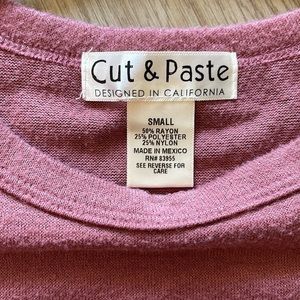 Cut & Paste
DESIGNED IN CALIFORNIA
SMALL
50% RAYON
25% POLYESTER
25% NYLON
MADE IN MEXICO
RN# 83955
SEE REVERSE FOR
CARE